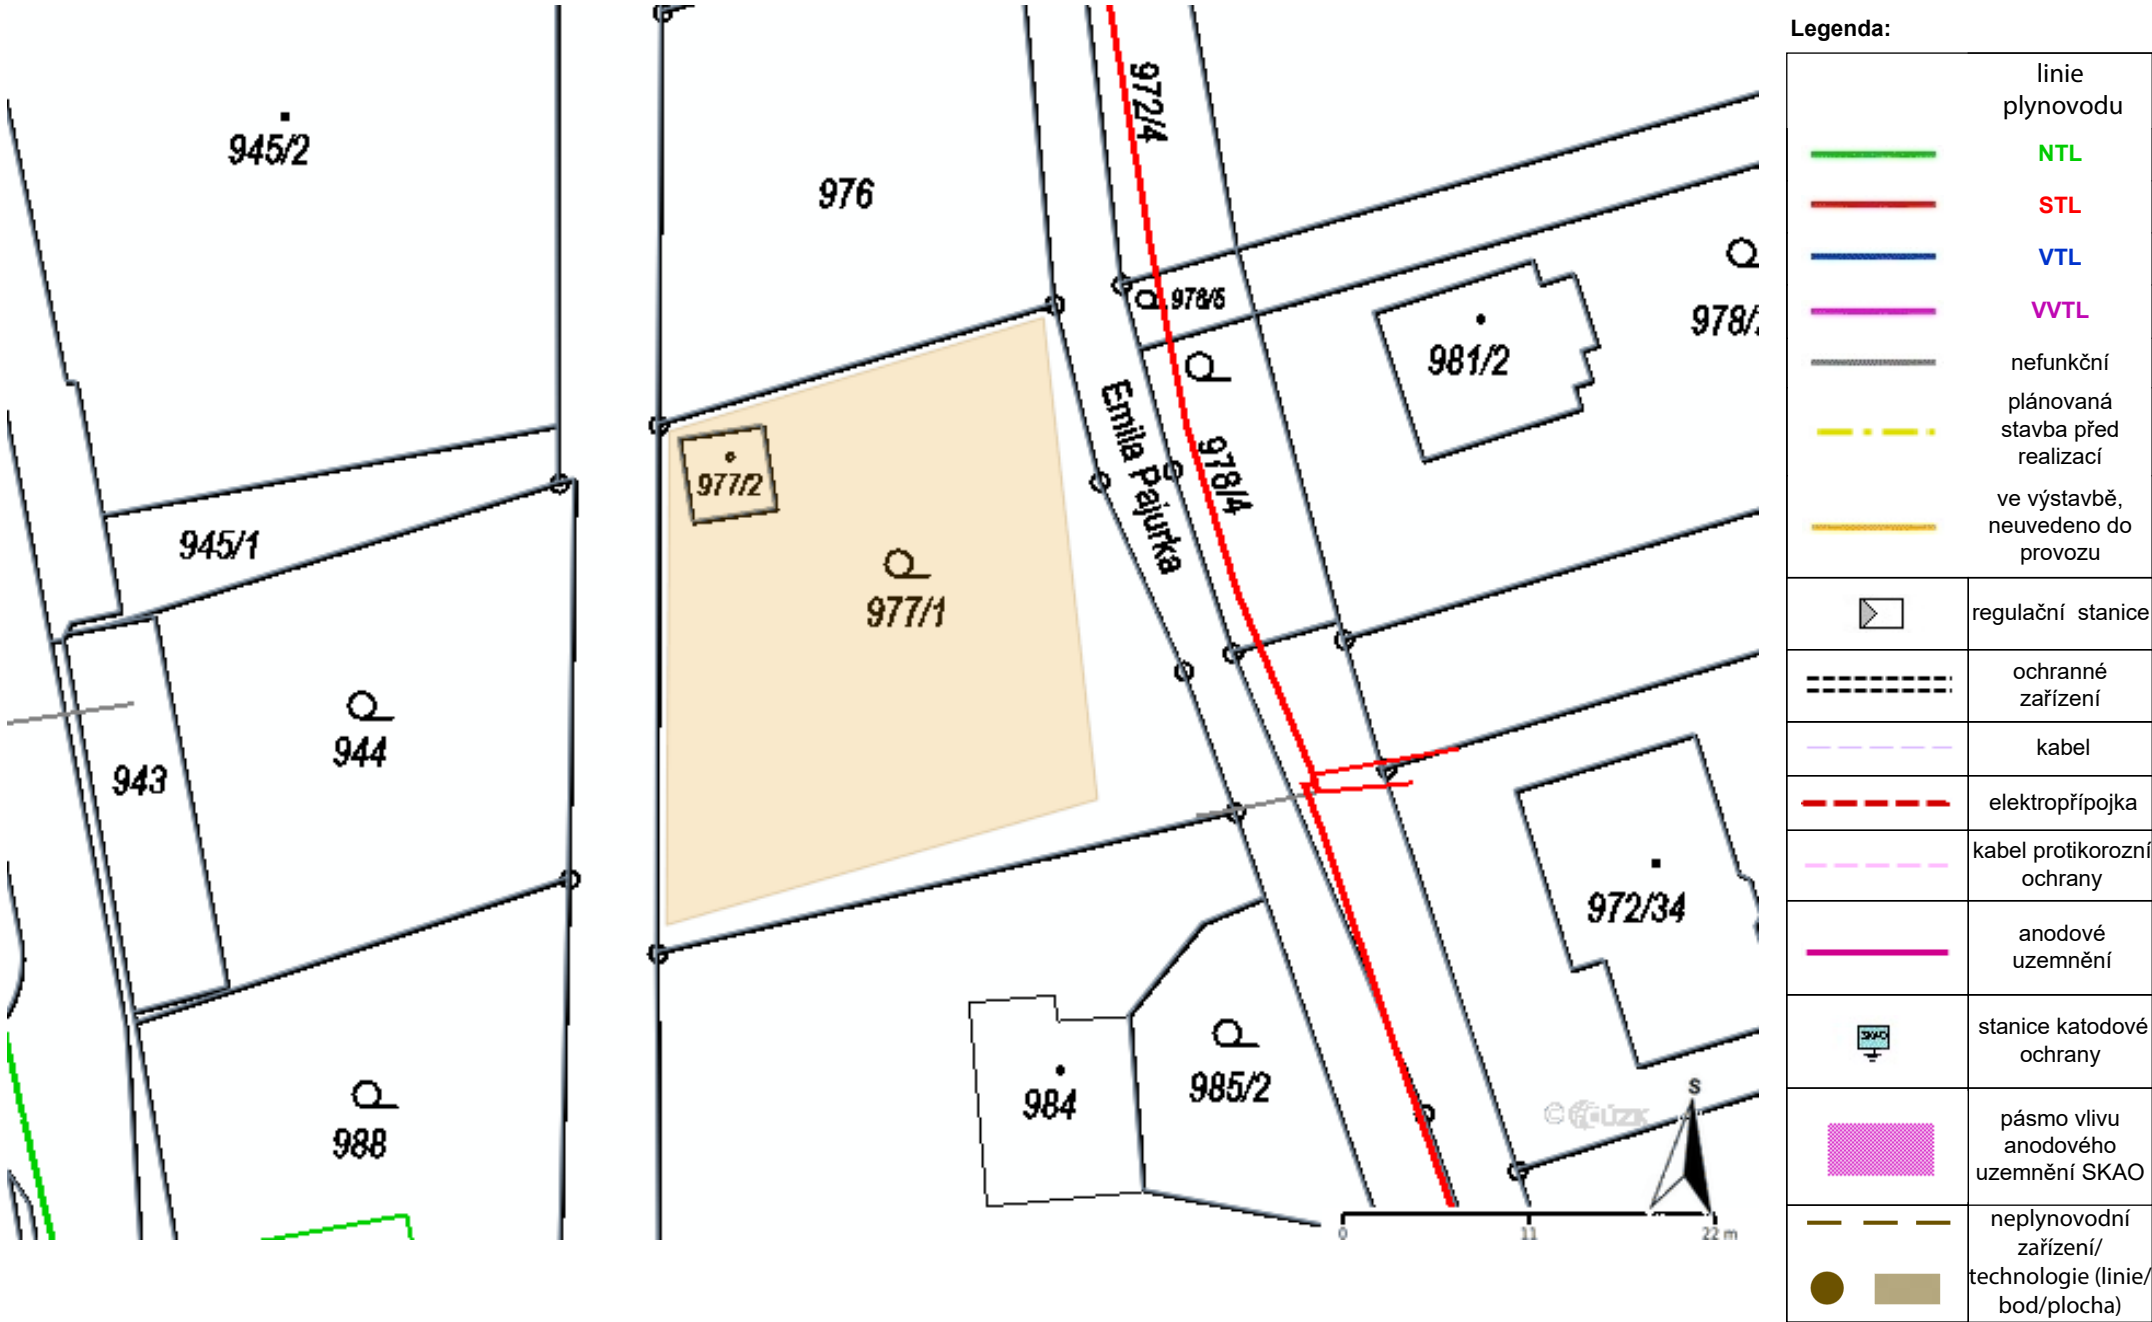 945/2
976
972/4
978/5
981/2
978/
Emila Pajurka
978/4
977/2
977/1
945/1
944
943
988
984
985/2
972/34
© ČÚZK
S
0 11 22 m
Legenda:
linie
plynovodu
NTL
STL
VTL
VVTL
nefunkční
plánovaná
stavba před
realizací
ve výstavbě,
neuvedeno do
provozu
regulační stanice
ochranné
zařízení
kabel
elektropřípojka
kabel protikorozní
ochrany
anodové
uzemnění
SKAO
stanice katodové
ochrany
pásmo vlivu
anodového
uzemnění SKAO
neplynovodní
zařízení/
technologie (linie/
bod/plocha)